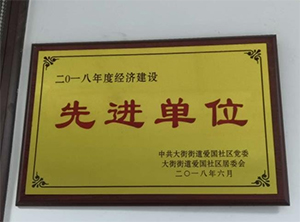 二〇一八年度经济建设
先进单位
中共大街街道爱国社区党委
大街街道爱国社区居委会
二〇一八年六月